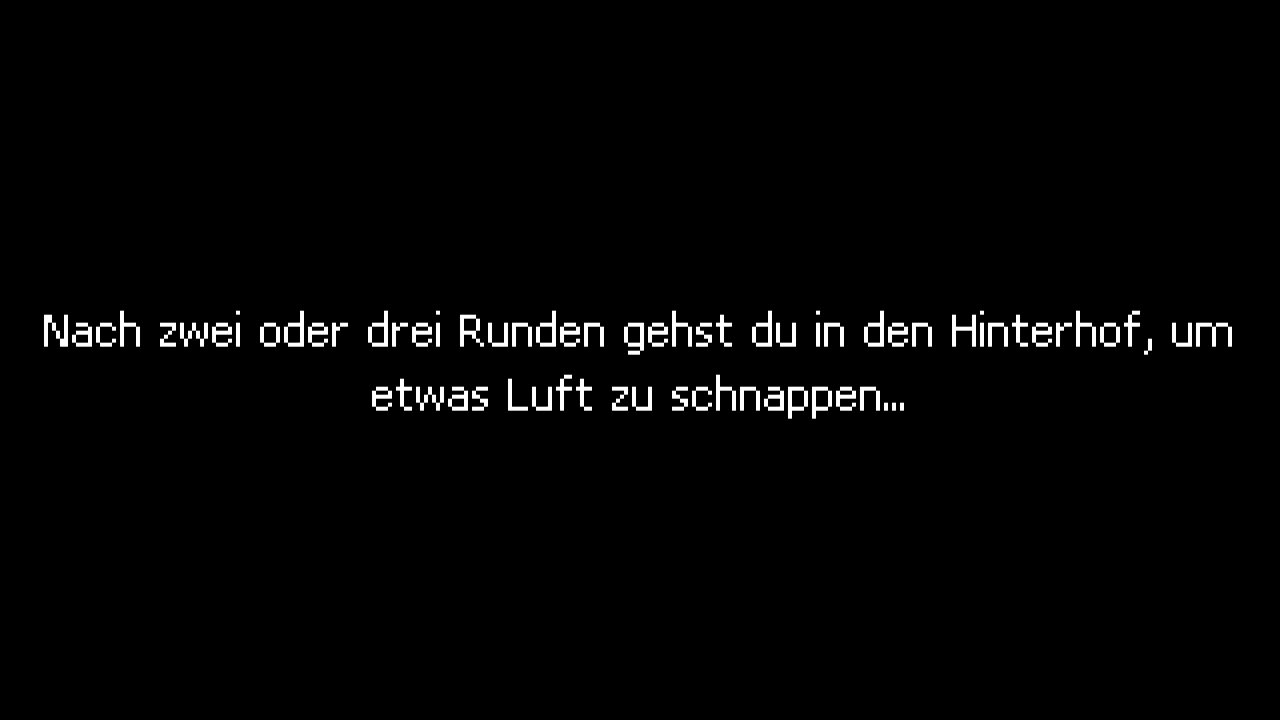 Nach zwei oder drei Runden gehst du in den Hinterhof, um
etwas Luft zu schnappen...